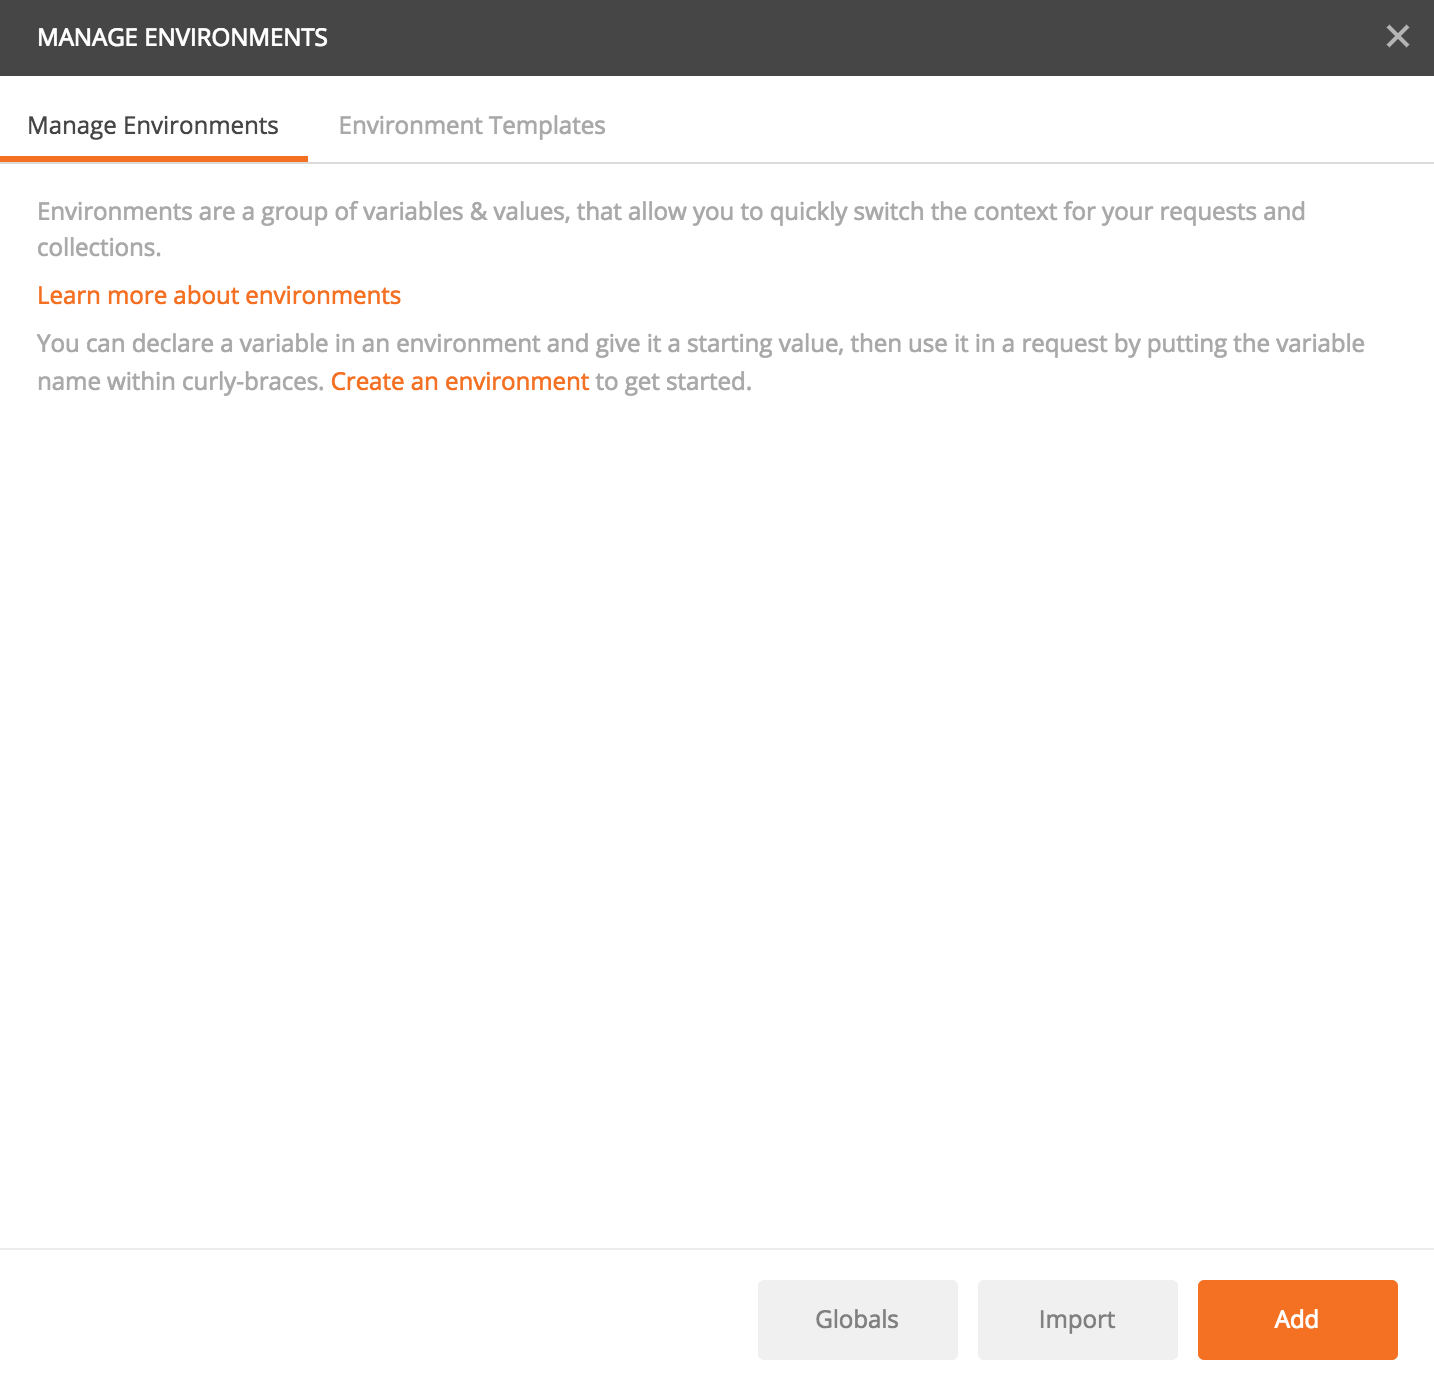 MANAGE ENVIRONMENTS
Manage Environments
Environment Templates
Environments are a group of variables & values, that allow you to quickly switch the context for your requests and
collections.
Learn more about environments
You can declare a variable in an environment and give it a starting value, then use it in a request by putting the variable
name within curly-braces. Create an environment to get started.
Globals
Import
Add